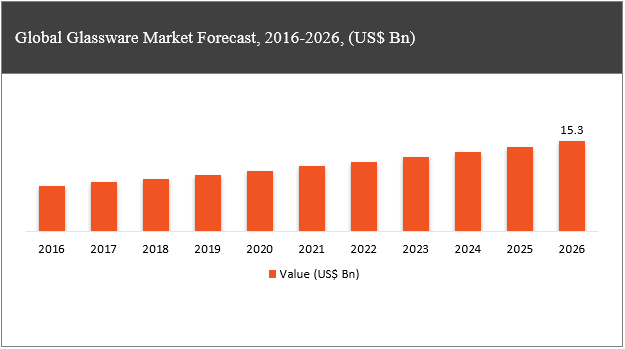 Global Glassware Market Forecast, 2016-2026, (US$ Bn)
15.3
2016 2017 2018 2019 2020 2021 2022 2023 2024 2025 2026
Value (US$ Bn)